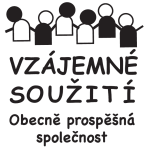 VZÁJEMNÉ
SOUŽITÍ
Obecně prospěšná
společnost